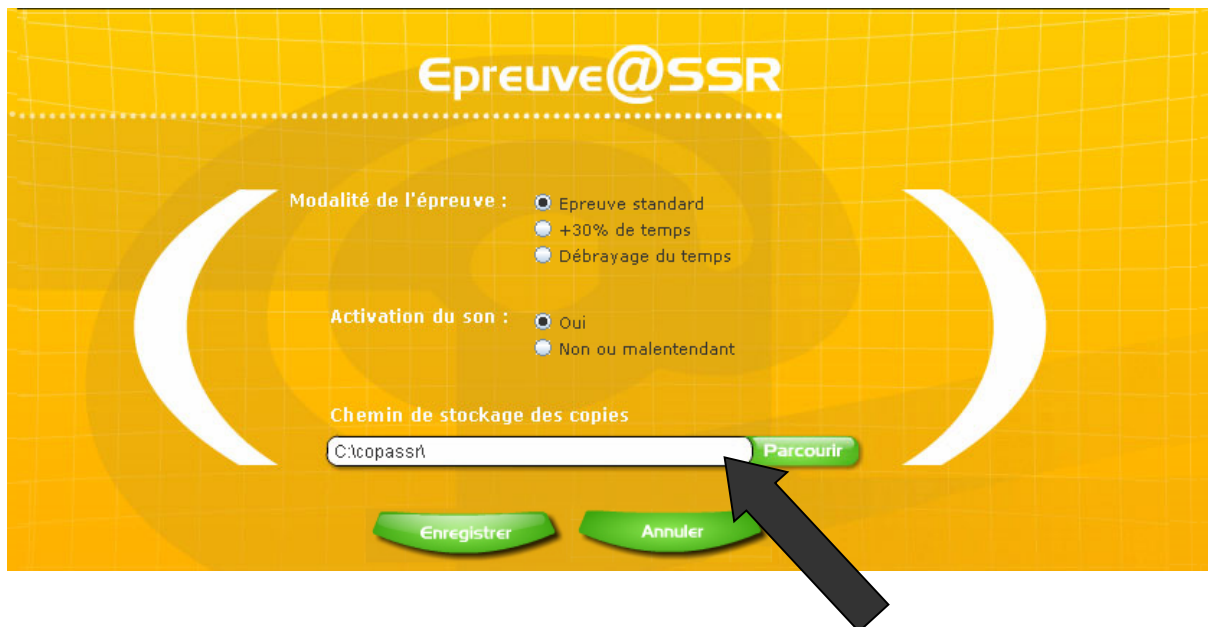 Epreuve@SSR
Modalité de l'épreuve :
Epreuve standard
+30% de temps
Débrayage du temps
Activation du son :
Oui
Non ou malentendant
Chemin de stockage des copies
C:\copassr\
Parcourir
Enregistrer
Annuler